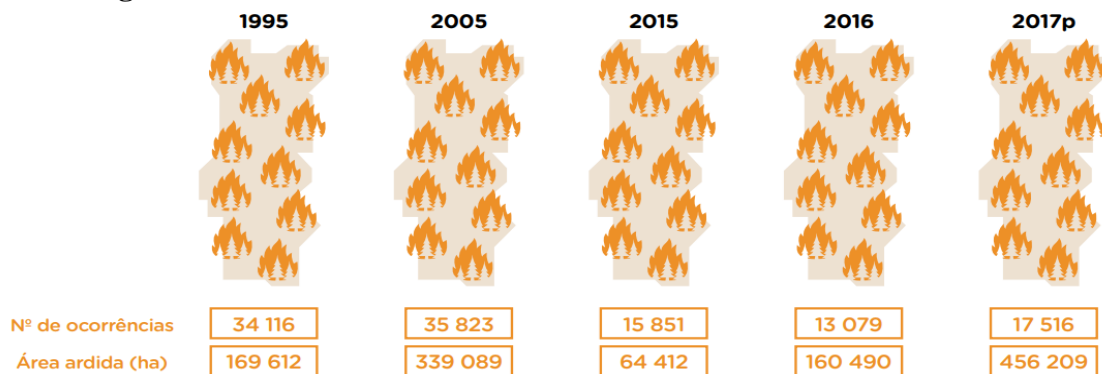 1995 2005 2015 2016 2017p
Nº de ocorrências 34 116 35 823 15 851 13 079 17 516
Área ardida (ha) 169 612 339 089 64 412 160 490 456 209